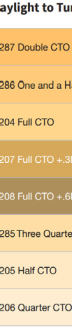 aylight to Tu
287 Double CTO
286 One and a H
204 Full CTO
207 Full CTO +.3
208 Full CTO +.6
285 Three Quarte
205 Half CTO
206 Quarter CTO